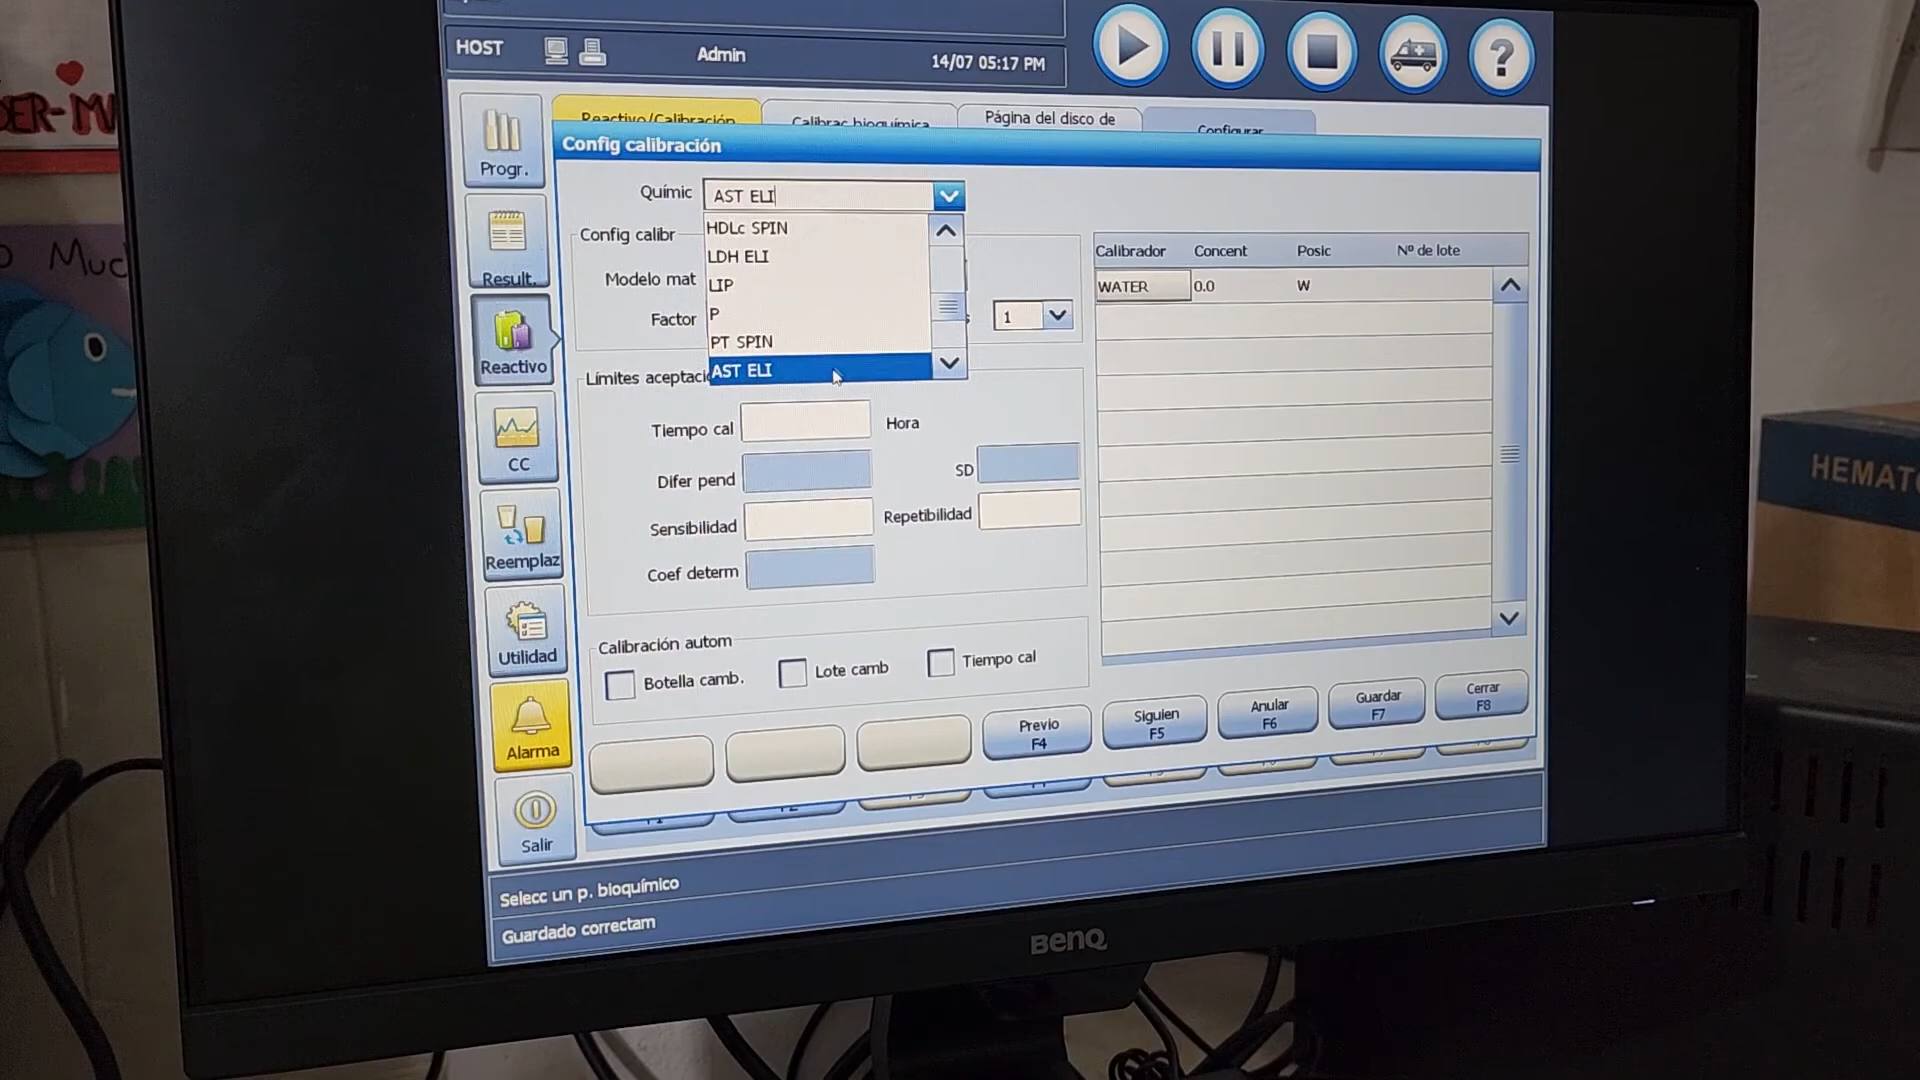 HOST
Admin
14/07 05:17 PM
Reactivo/Calibración
Calibrac bioquímica
Página del disco de
Configurar
Config calibración
Progr.
Result.
Reactivo
CC
Reemplaz
Utilidad
Alarma
Salir
Químic
AST ELI
HDLc SPIN
LDH ELI
LIP
P
PT SPIN
AST ELI
Config calibr
Modelo mat
Factor
1
Calibrador Concent Posic Nº de lote
WATER 0.0 W
Tiempo cal
Hora
Difer pend
SD
Sensibilidad
Repetibilidad
Coef determ
Calibración autom
Botella camb.
Lote camb
Tiempo cal
Previo
F4
Siguien
F5
Anular
F6
Guardar
F7
Cerrar
F8
Selecc un p. bioquímico
Guardado correctam
BenQ